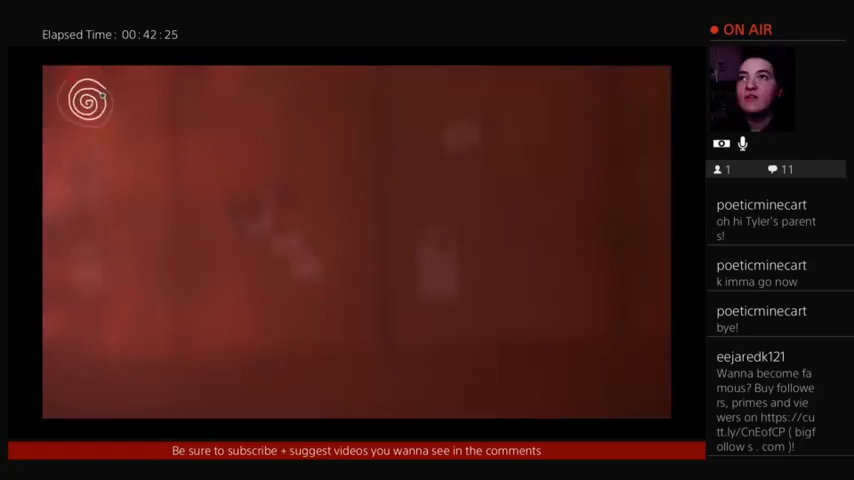 Elapsed Time: 00:42:25
ON AIR
1 11
poeticminecart
oh hi Tyler's parent
s!
poeticminecart
k imma go now
poeticminecart
bye!
eejaredk121
Wanna become fa
mous? Buy followe
rs, primes and vie
wers on https://cu
tt.ly/CnEofCP ( bigf
ollow s . com )!
Be sure to subscribe + suggest videos you wanna see in the comments